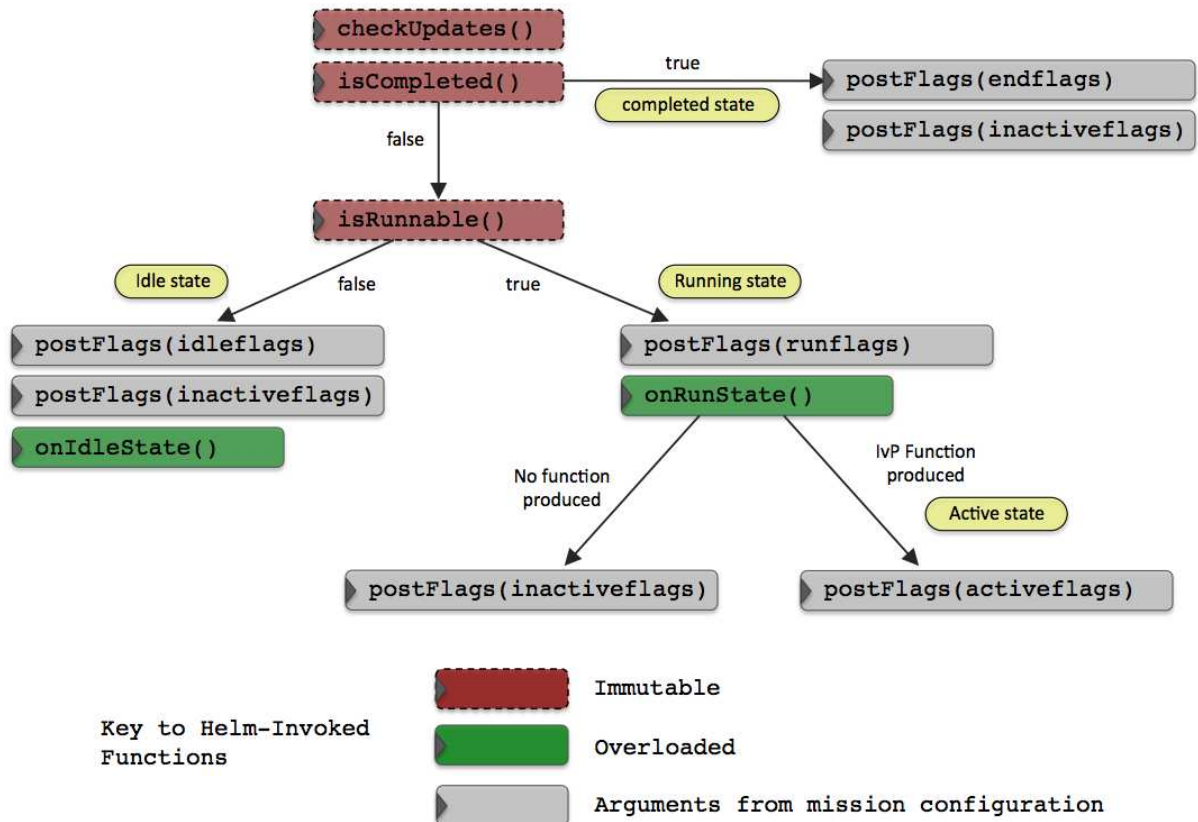 checkUpdates()
isCompleted()
true
completed state
postFlags(endflags)
postFlags(inactiveflags)
false
isRunnable()
Idle state
false
true
Running state
postFlags(idleflags)
postFlags(inactiveflags)
onIdleState()
postFlags(runflags)
onRunState()
No function
produced
IvP Function
produced
Active state
postFlags(inactiveflags)
postFlags(activeflags)
Key to Helm-Invoked
Functions
Immutable
Overloaded
Arguments from mission configuration